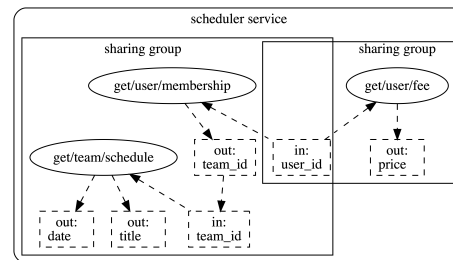 scheduler service
sharing group
sharing group
get/user/membership
get/user/fee
out:
team_id
in:
user_id
out:
price
get/team/schedule
out:
date
out:
title
in:
team_id